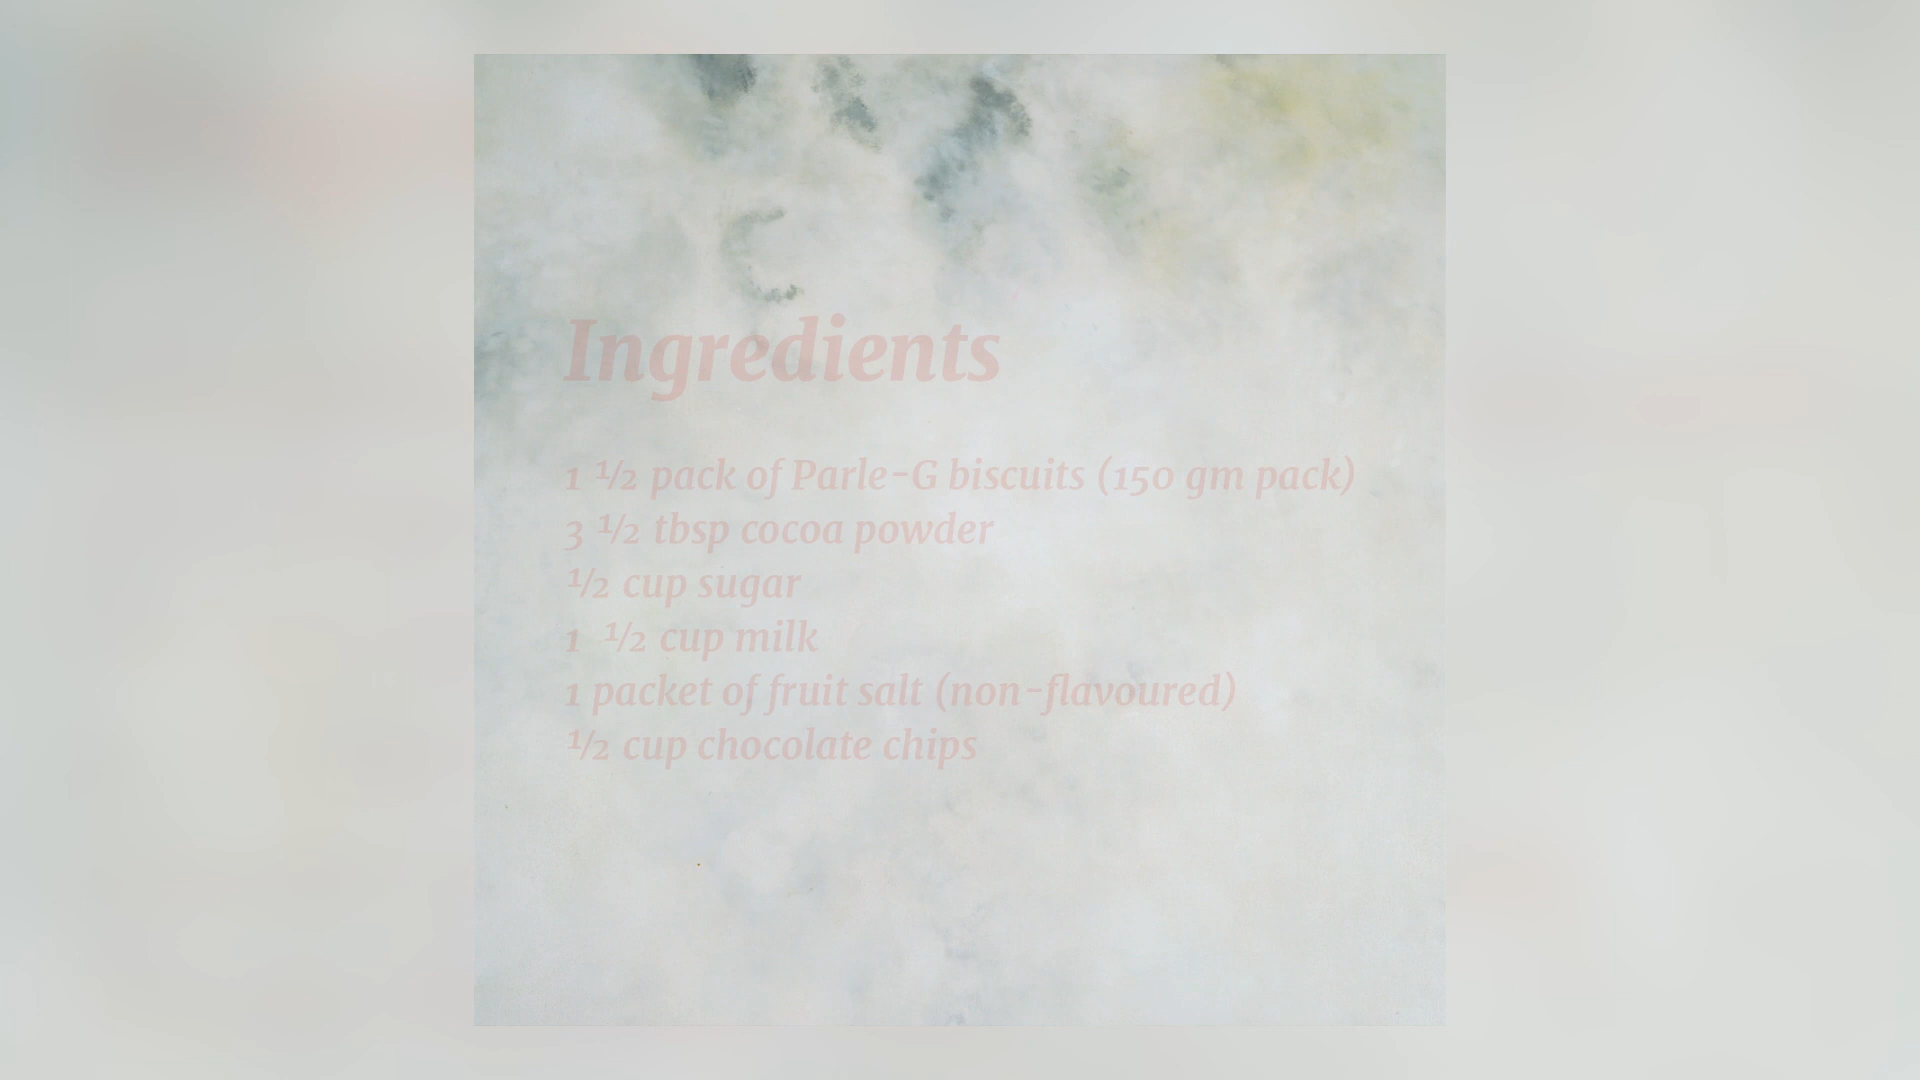 Ingredients
1 ½ pack of Parle-G biscuits (150 gm pack)
3 ½ tbsp cocoa powder
½ cup sugar
1 ½ cup milk
1 packet of fruit salt (non-flavoured)
½ cup chocolate chips